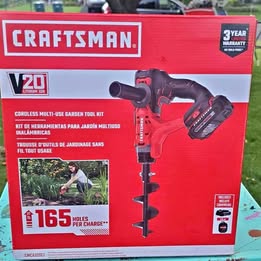 CRAFTSMAN
3 YEAR
WARRANTY
V20
CORDLESS MULTI-USE GARDEN TOOL KIT
KIT DE HERRAMIENTAS PARA JARDÍN MULTIUSO
INALÁMBRICAS
TROUSSE D'OUTILS DE JARDINAGE SANS
FIL TOUT USAGE
CRAFTSMAN
165 HOLES
PER CHARGE**